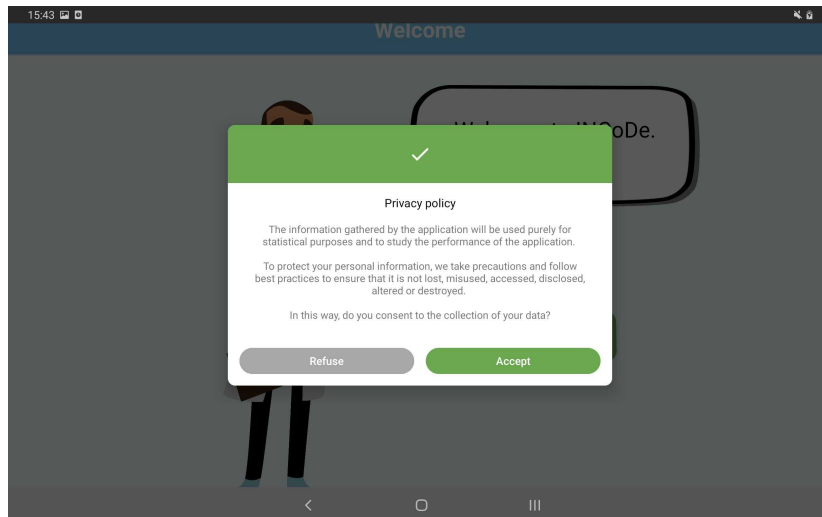 15:43
Welcome
oDe.
Privacy policy
The information gathered by the application will be used purely for
statistical purposes and to study the performance of the application.
To protect your personal information, we take precautions and follow
best practices to ensure that it is not lost, misused, accessed, disclosed,
altered or destroyed.
In this way, do you consent to the collection of your data?
Refuse
Accept